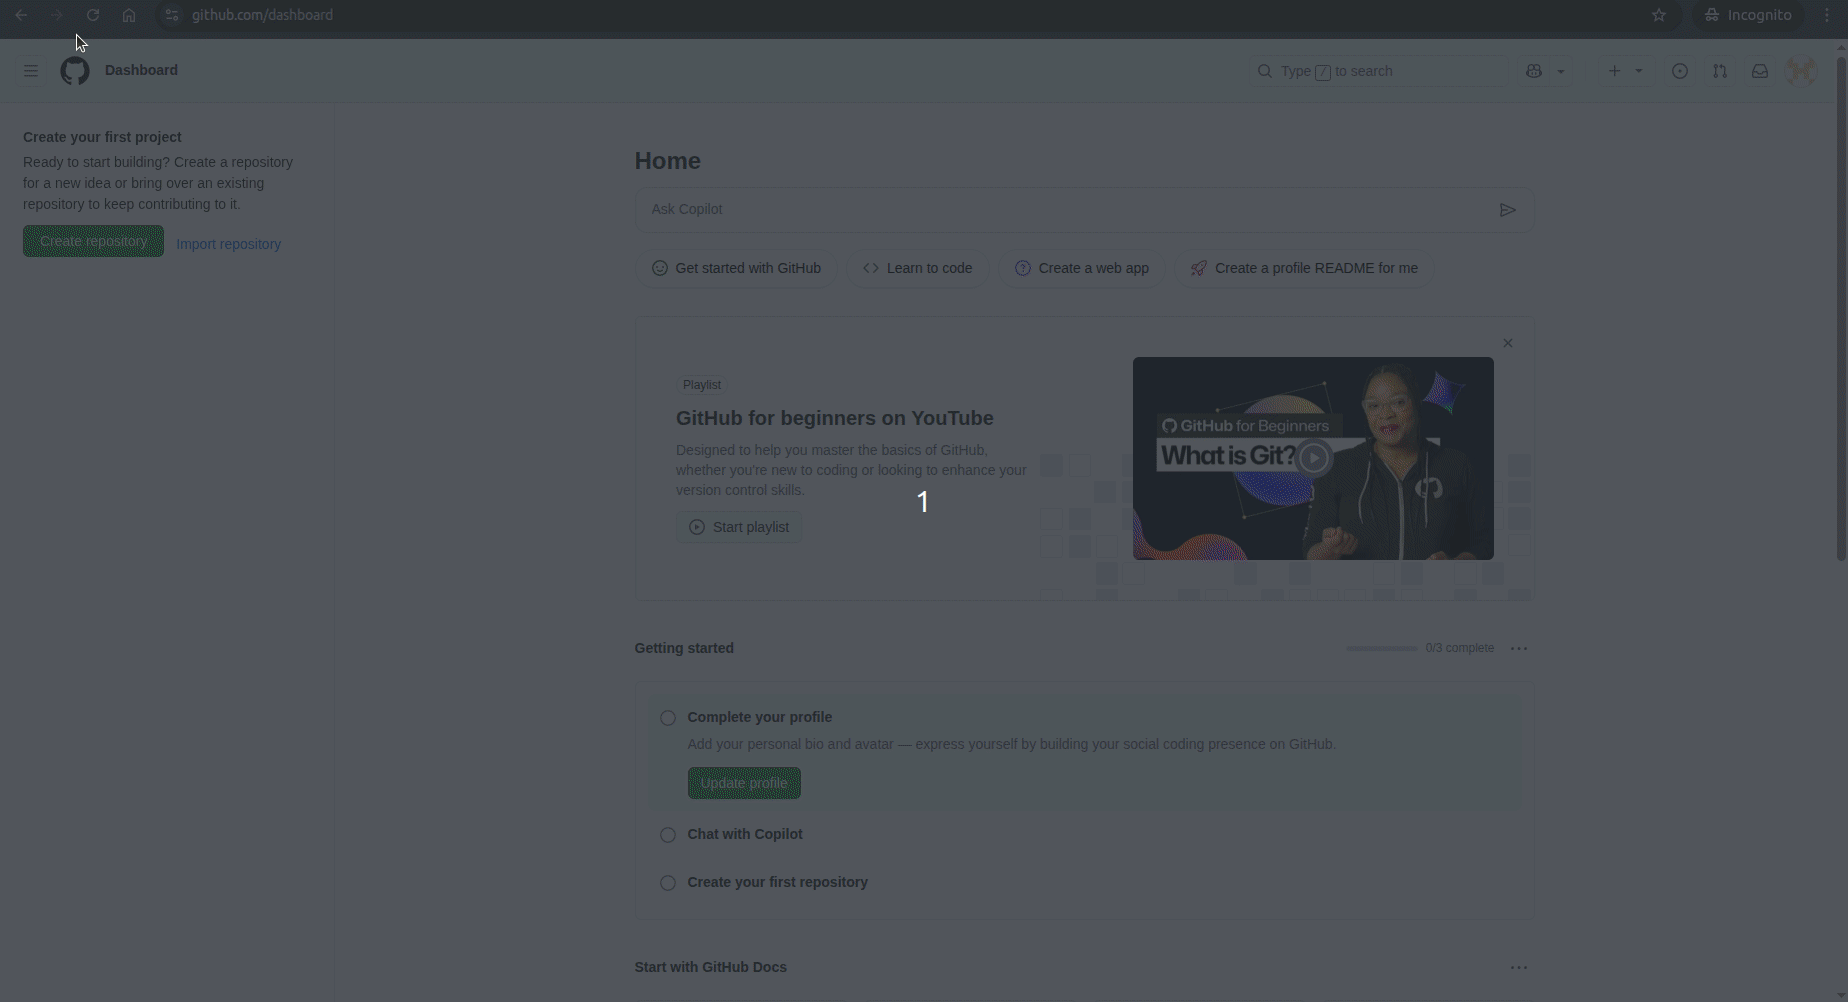 github.com/dashboard
Incognito
Dashboard
Type / to search
Create your first project
Ready to start building? Create a repository
for a new idea or bring over an existing
repository to keep contributing to it.
Create repository
Import repository
Home
Ask Copilot
Get started with GitHub
Learn to code
Create a web app
Create a profile README for me
Playlist
GitHub for beginners on YouTube
Designed to help you master the basics of GitHub,
whether you're new to coding or looking to enhance your
version control skills.
Start playlist
GitHub for Beginners
What is Git?
1
Getting started
0/3 complete
Complete your profile
Add your personal bio and avatar — express yourself by building your social coding presence on GitHub.
Update profile
Chat with Copilot
Create your first repository
Start with GitHub Docs